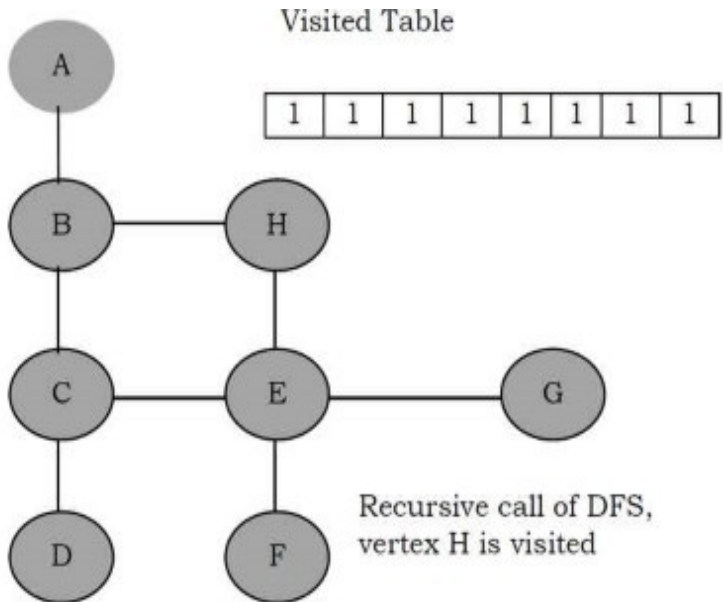 Visited Table
A
1 1 1 1 1 1 1 1
B H
C E G
Recursive call of DFS,
vertex H is visited
D F